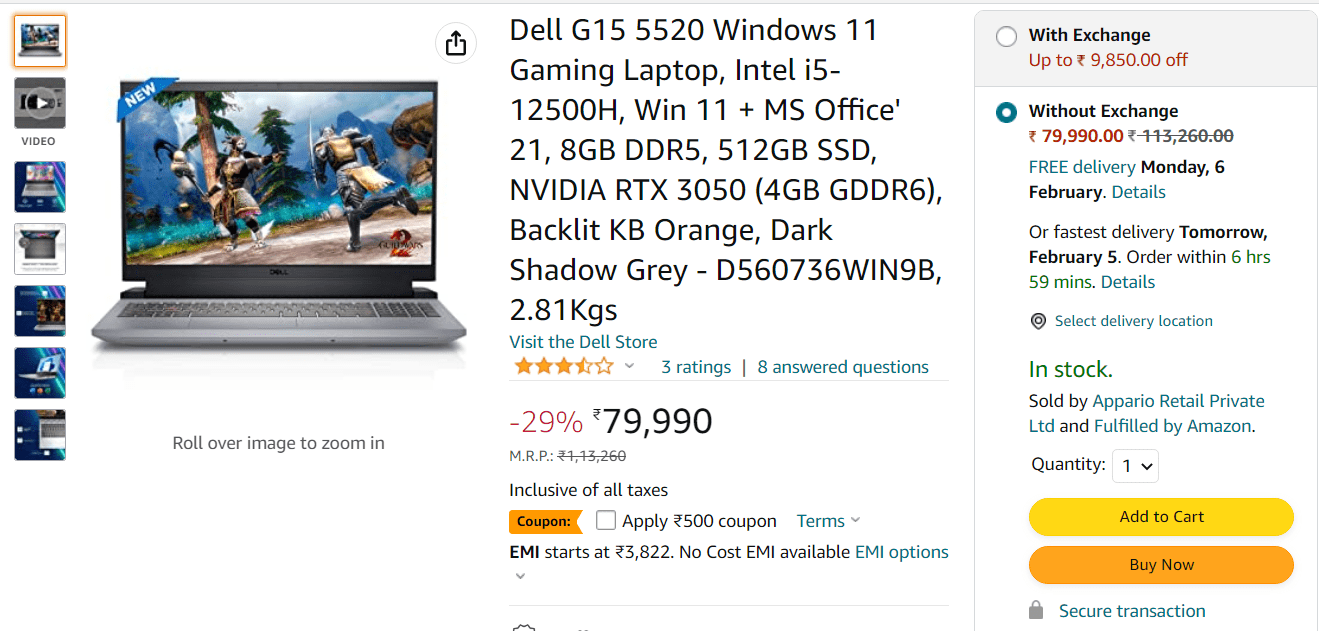 NEW
DELL
GUILD WARS
VIDEO
Roll over image to zoom in
Dell G15 5520 Windows 11
Gaming Laptop, Intel i5-
12500H, Win 11 + MS Office'
21, 8GB DDR5, 512GB SSD,
NVIDIA RTX 3050 (4GB GDDR6),
Backlit KB Orange, Dark
Shadow Grey - D560736WIN9B,
2.81Kgs
Visit the Dell Store
3 ratings | 8 answered questions
-29% ₹79,990
M.R.P.: ₹1,13,260
Inclusive of all taxes
Coupon: Apply ₹500 coupon Terms
EMI starts at ₹3,822. No Cost EMI available EMI options
With Exchange
Up to ₹ 9,850.00 off
Without Exchange
₹ 79,990.00 ₹ 113,260.00
FREE delivery Monday, 6
February. Details
Or fastest delivery Tomorrow,
February 5. Order within 6 hrs
59 mins. Details
Select delivery location
In stock.
Sold by Appario Retail Private
Ltd and Fulfilled by Amazon.
Quantity: 1
Add to Cart
Buy Now
Secure transaction